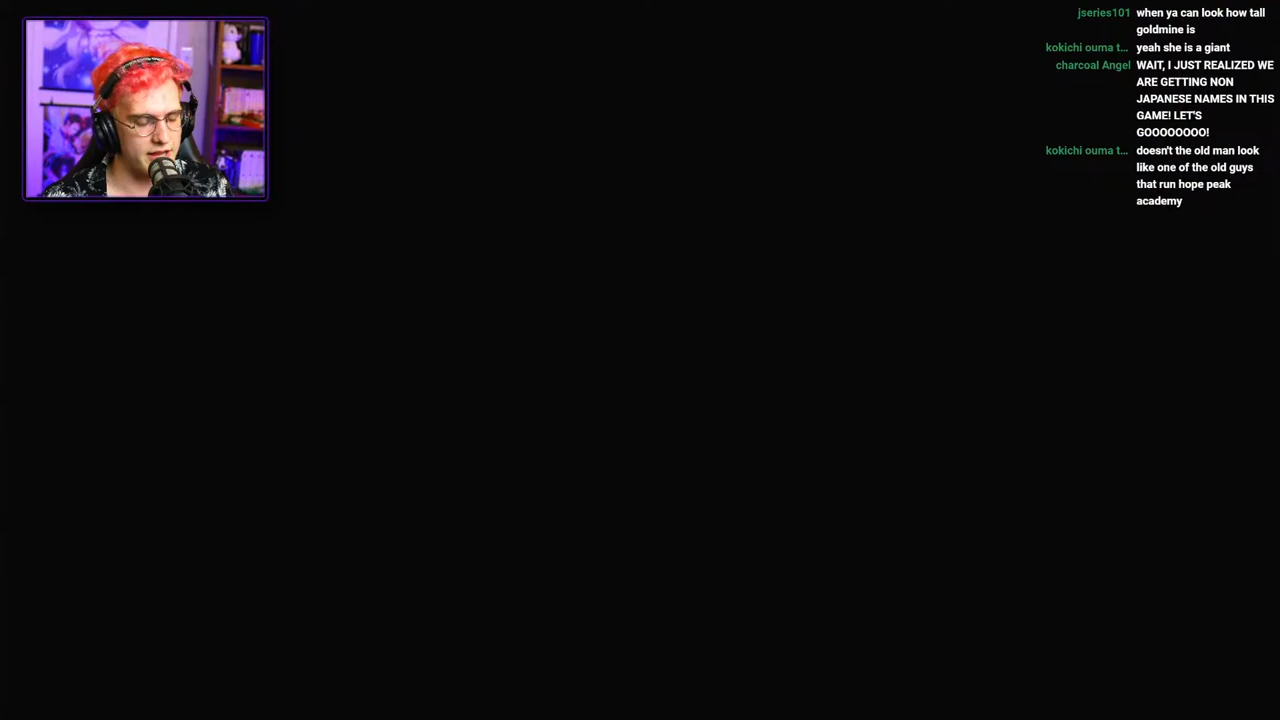 jseries101 when ya can look how tall
goldmine is
kokichi ouma t... yeah she is a giant
charcoal Angel WAIT, I JUST REALIZED WE
ARE GETTING NON
JAPANESE NAMES IN THIS
GAME! LET'S
GOOOOOOOO!
kokichi ouma t... doesn't the old man look
like one of the old guys
that run hope peak
academy